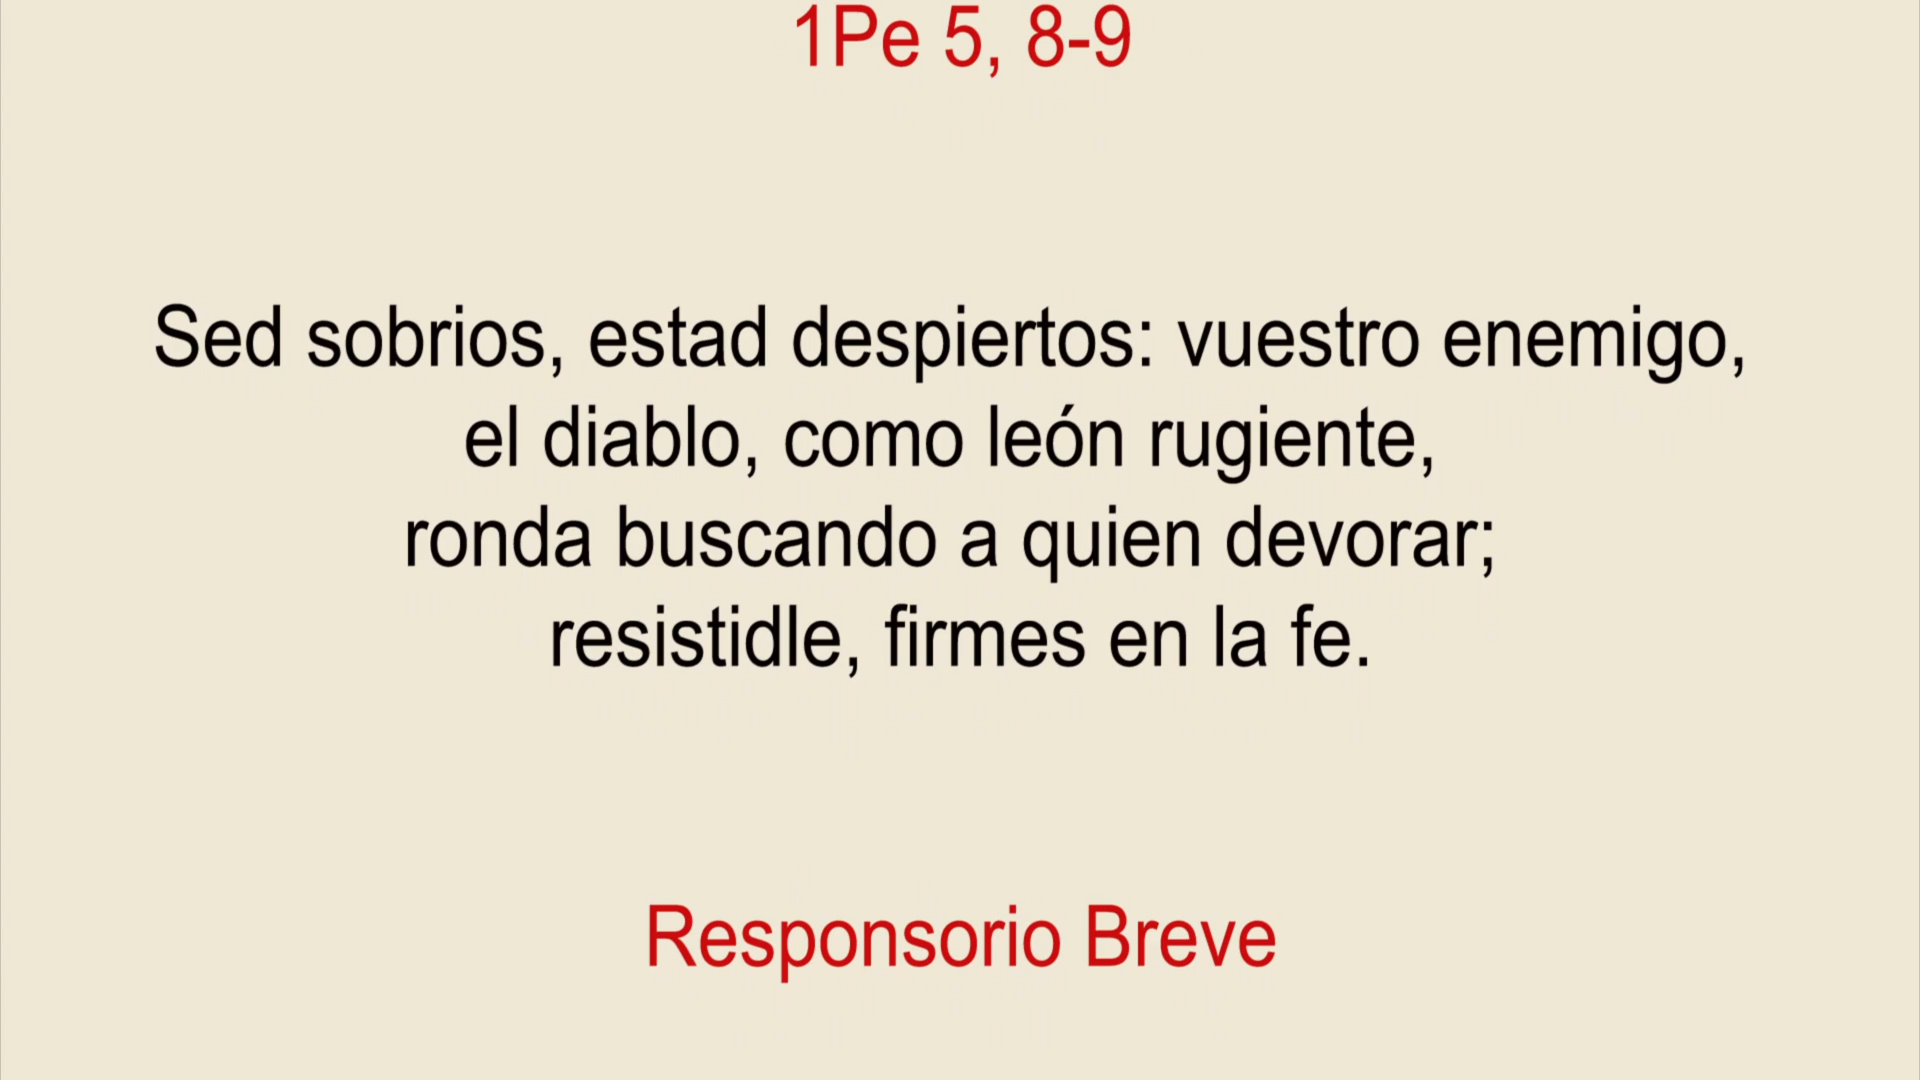 1Pe 5, 8-9
Sed sobrios, estad despiertos: vuestro enemigo,
el diablo, como león rugiente,
ronda buscando a quien devorar;
resistidle, firmes en la fe.
Responsorio Breve